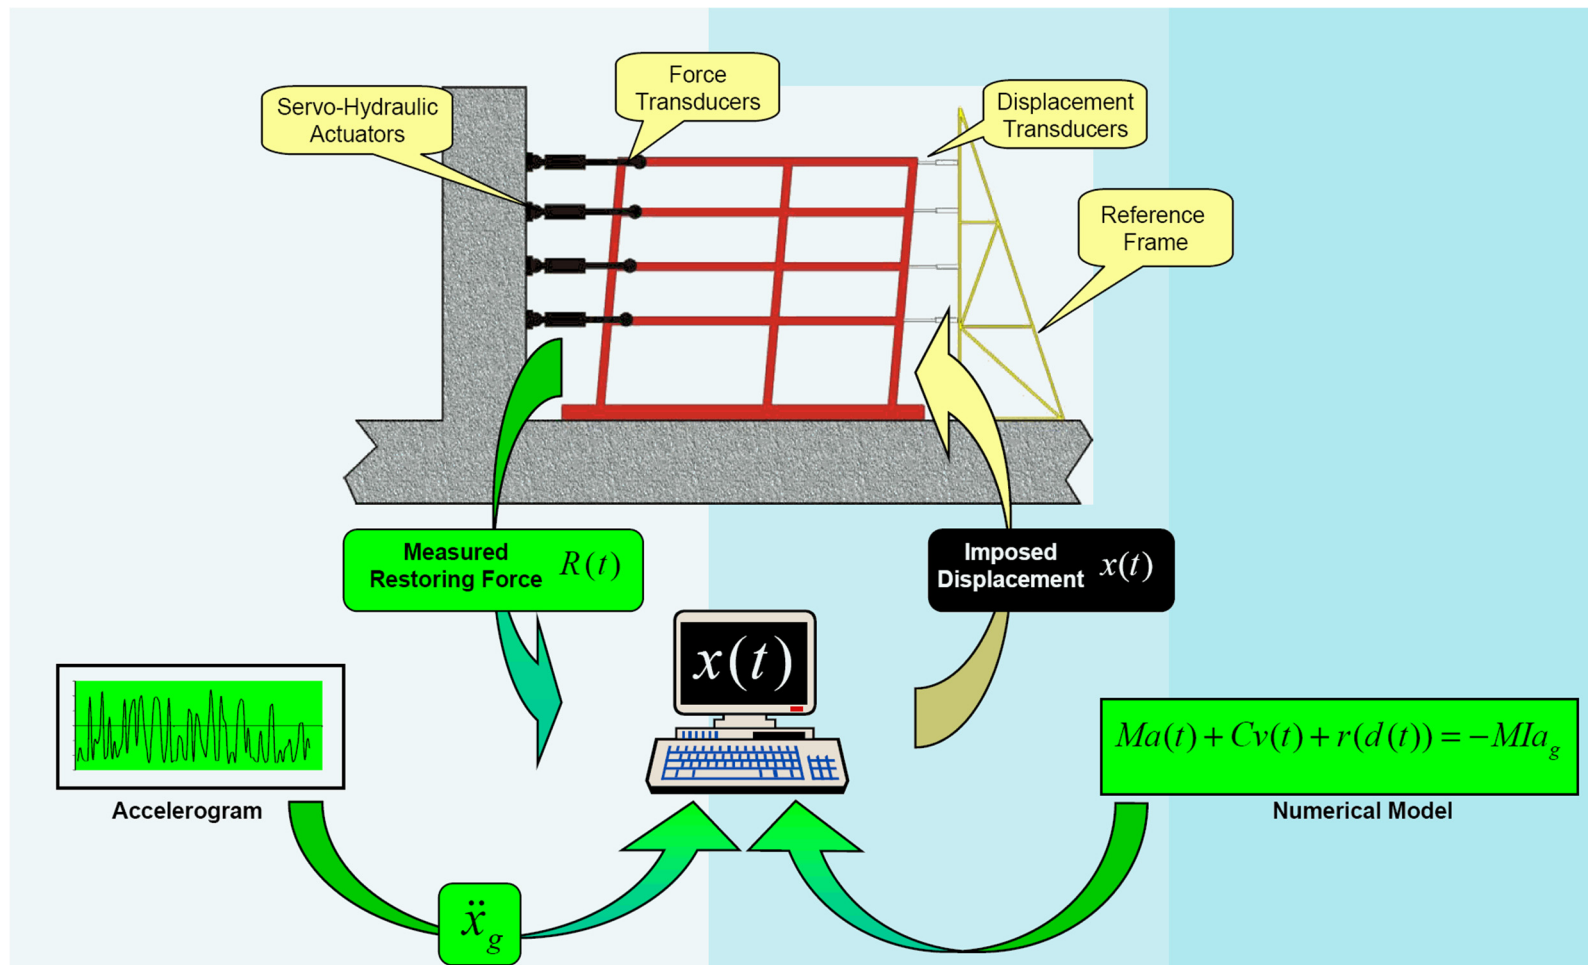 Force
Transducers
Servo-Hydraulic
Actuators
Displacement
Transducers
Reference
Frame
Measured
Restoring Force R(t)
Imposed
Displacement x(t)
x(t)
Ma(t) + Cv(t) + r(d(t)) = −MIa_g
Accelerogram
Numerical Model
ẍ_g